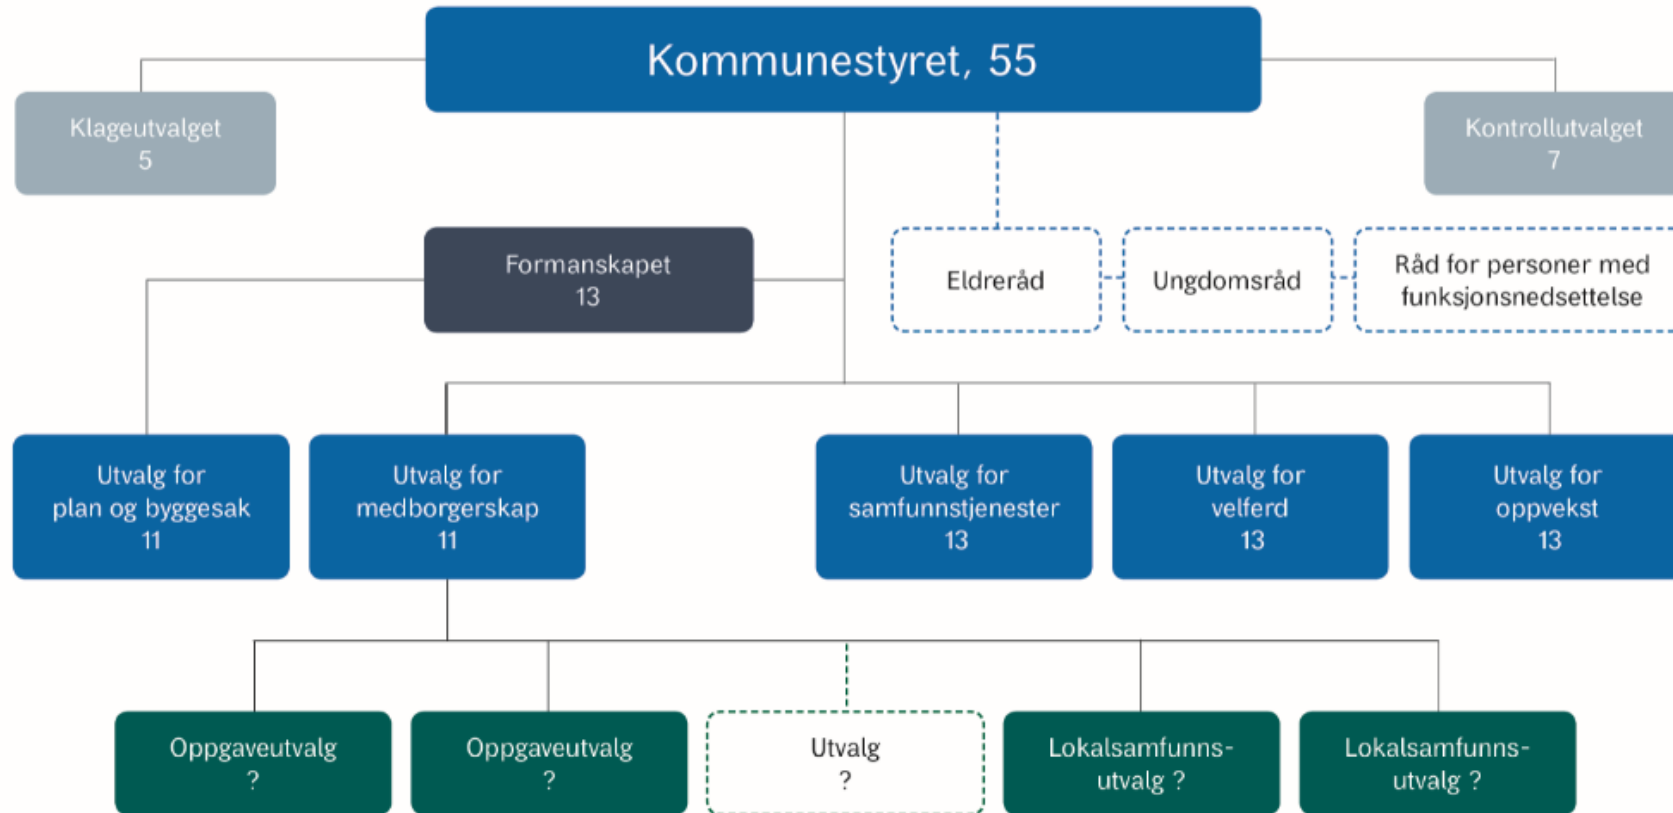 Kommunestyret, 55
Klageutvalget
5
Kontrollutvalget
7
Formanskapet
13
Eldreråd
Ungdomsråd
Råd for personer med
funksjonsnedsettelse
Utvalg for
plan og byggesak
11
Utvalg for
medborgerskap
11
Utvalg for
samfunnstjenester
13
Utvalg for
velferd
13
Utvalg for
oppvekst
13
Oppgaveutvalg
?
Oppgaveutvalg
?
Utvalg
?
Lokalsamfunns-
utvalg ?
Lokalsamfunns-
utvalg ?